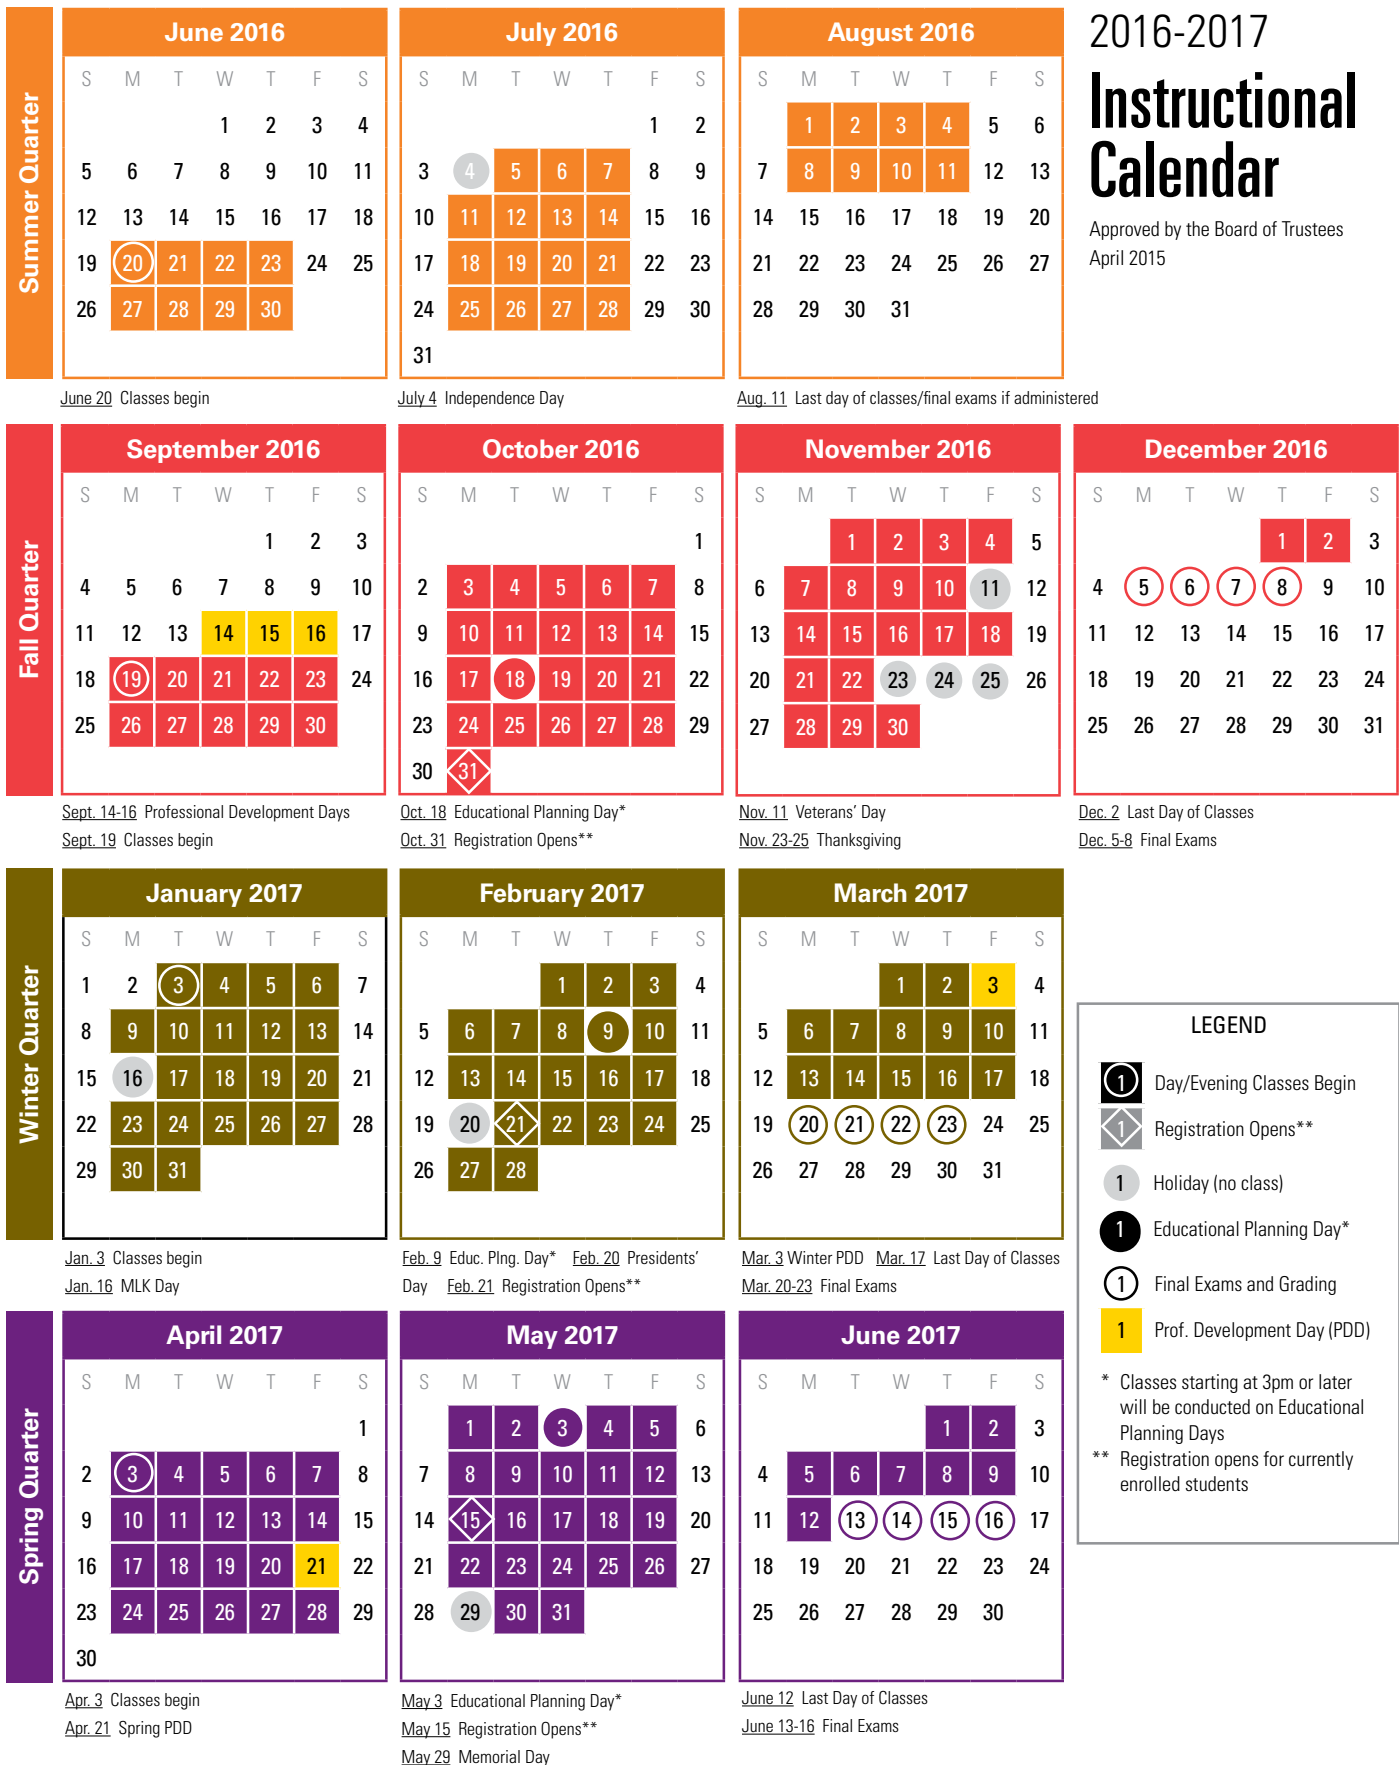 2016-2017
Instructional
Calendar
Approved by the Board of Trustees
April 2015
Summer Quarter
June 2016
S M T W T F S
1 2 3 4
5 6 7 8 9 10 11
12 13 14 15 16 17 18
19 20 21 22 23 24 25
26 27 28 29 30
June 20 Classes begin
July 2016
S M T W T F S
1 2
3 4 5 6 7 8 9
10 11 12 13 14 15 16
17 18 19 20 21 22 23
24 25 26 27 28 29 30
31
July 4 Independence Day
August 2016
S M T W T F S
1 2 3 4 5 6
7 8 9 10 11 12 13
14 15 16 17 18 19 20
21 22 23 24 25 26 27
28 29 30 31
Aug. 11 Last day of classes/final exams if administered
Fall Quarter
September 2016
S M T W T F S
1 2 3
4 5 6 7 8 9 10
11 12 13 14 15 16 17
18 19 20 21 22 23 24
25 26 27 28 29 30
Sept. 14-16 Professional Development Days
Sept. 19 Classes begin
October 2016
S M T W T F S
1
2 3 4 5 6 7 8
9 10 11 12 13 14 15
16 17 18 19 20 21 22
23 24 25 26 27 28 29
30 31
Oct. 18 Educational Planning Day*
Oct. 31 Registration Opens**
November 2016
S M T W T F S
1 2 3 4 5
6 7 8 9 10 11 12
13 14 15 16 17 18 19
20 21 22 23 24 25 26
27 28 29 30
Nov. 11 Veterans' Day
Nov. 23-25 Thanksgiving
December 2016
S M T W T F S
1 2 3
4 5 6 7 8 9 10
11 12 13 14 15 16 17
18 19 20 21 22 23 24
25 26 27 28 29 30 31
Dec. 2 Last Day of Classes
Dec. 5-8 Final Exams
Winter Quarter
January 2017
S M T W T F S
1 2 3 4 5 6 7
8 9 10 11 12 13 14
15 16 17 18 19 20 21
22 23 24 25 26 27 28
29 30 31
Jan. 3 Classes begin
Jan. 16 MLK Day
February 2017
S M T W T F S
1 2 3 4
5 6 7 8 9 10 11
12 13 14 15 16 17 18
19 20 21 22 23 24 25
26 27 28
Feb. 9 Educ. Plng. Day* Feb. 20 Presidents'
Day Feb. 21 Registration Opens**
March 2017
S M T W T F S
1 2 3 4
5 6 7 8 9 10 11
12 13 14 15 16 17 18
19 20 21 22 23 24 25
26 27 28 29 30 31
Mar. 3 Winter PDD Mar. 17 Last Day of Classes
Mar. 20-23 Final Exams
Spring Quarter
April 2017
S M T W T F S
1
2 3 4 5 6 7 8
9 10 11 12 13 14 15
16 17 18 19 20 21 22
23 24 25 26 27 28 29
30
Apr. 3 Classes begin
Apr. 21 Spring PDD
May 2017
S M T W T F S
1 2 3 4 5 6
7 8 9 10 11 12 13
14 15 16 17 18 19 20
21 22 23 24 25 26 27
28 29 30 31
May 3 Educational Planning Day*
May 15 Registration Opens**
May 29 Memorial Day
June 2017
S M T W T F S
1 2 3
4 5 6 7 8 9 10
11 12 13 14 15 16 17
18 19 20 21 22 23 24
25 26 27 28 29 30
June 12 Last Day of Classes
June 13-16 Final Exams
LEGEND
1 Day/Evening Classes Begin
1 Registration Opens**
1 Holiday (no class)
1 Educational Planning Day*
1 Final Exams and Grading
1 Prof. Development Day (PDD)
* Classes starting at 3pm or later
will be conducted on Educational
Planning Days
** Registration opens for currently
enrolled students